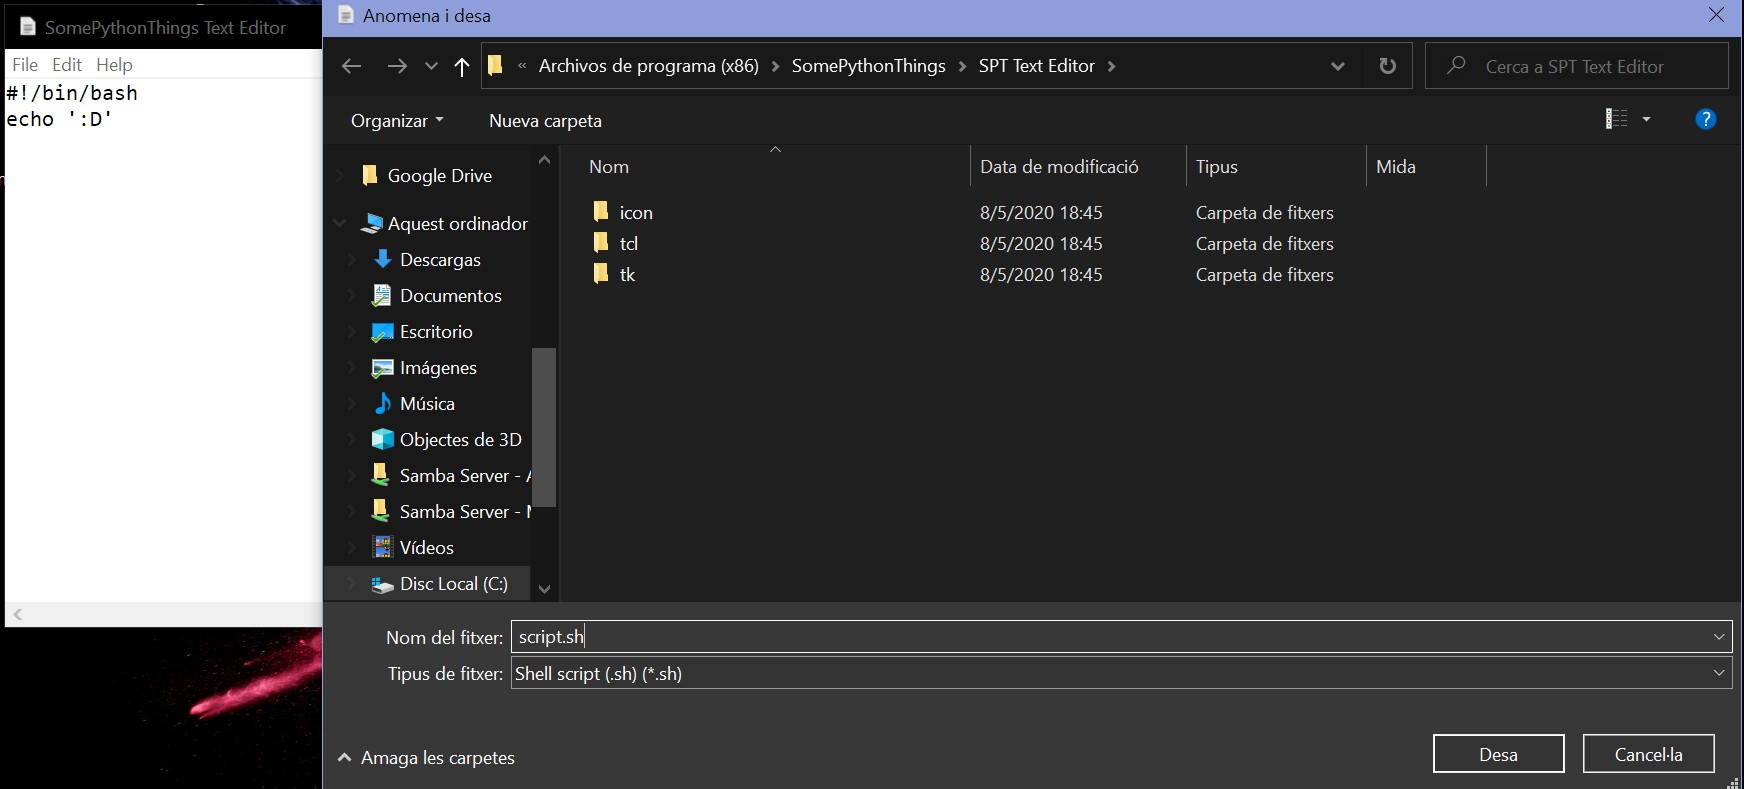 SomePythonThings Text Editor
File Edit Help
#!/bin/bash
echo ':D'
Anomena i desa
« Archivos de programa (x86) > SomePythonThings > SPT Text Editor >
Cerca a SPT Text Editor
Organizar
Nueva carpeta
?
Google Drive
Aquest ordinador
Descargas
Documentos
Escritorio
Imágenes
Música
Objectes de 3D
Samba Server -
Samba Server -
Vídeos
Disc Local (C:)
Nom Data de modificació Tipus Mida
icon 8/5/2020 18:45 Carpeta de fitxers
tcl 8/5/2020 18:45 Carpeta de fitxers
tk 8/5/2020 18:45 Carpeta de fitxers
Nom del fitxer: script.sh
Tipus de fitxer: Shell script (.sh) (*.sh)
Amaga les carpetes
Desa
Cancel·la